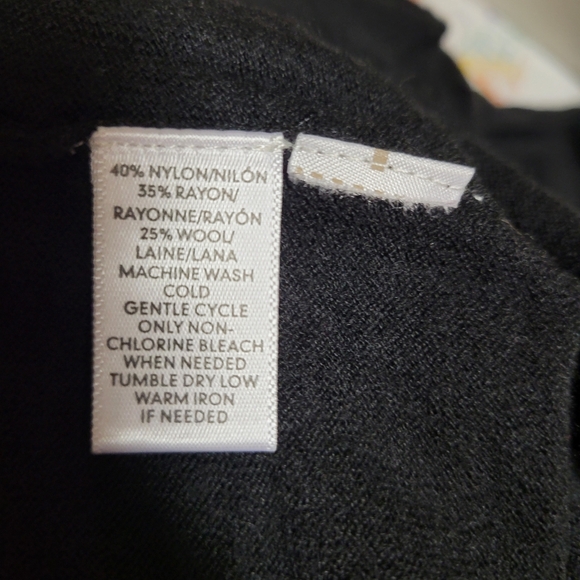 40% NYLON/NILÓN
35% RAYON/
RAYONNE/RAYÓN
25% WOOL/
LAINE/LANA
MACHINE WASH
COLD
GENTLE CYCLE
ONLY NON-
CHLORINE BLEACH
WHEN NEEDED
TUMBLE DRY LOW
WARM IRON
IF NEEDED